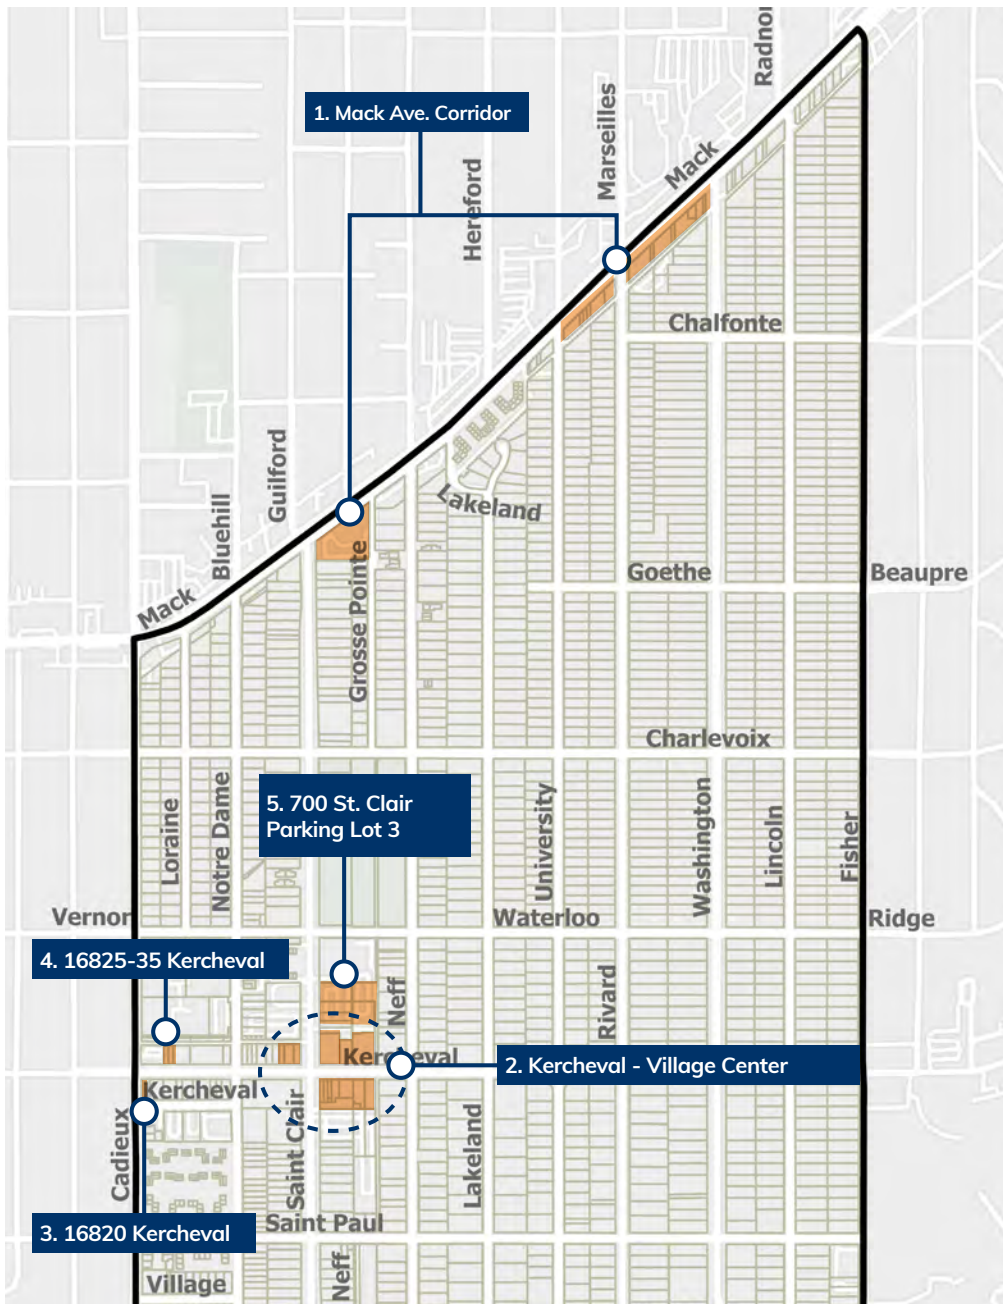 Radnor
1. Mack Ave. Corridor
Marseilles
Mack
Hereford
Chalfonte
Guilford
Lakeland
Bluehill
Goethe
Beaupre
Mack
Grosse Pointe
Charlevoix
5. 700 St. Clair
Parking Lot 3
Loraine
Notre Dame
University
Washington
Lincoln
Fisher
Vernor
Waterloo
Ridge
4. 16825-35 Kercheval
Neff
Rivard
Kercheval
2. Kercheval - Village Center
Kercheval
Cadieux
Saint Clair
Lakeland
3. 16820 Kercheval
Saint Paul
Village
Neff